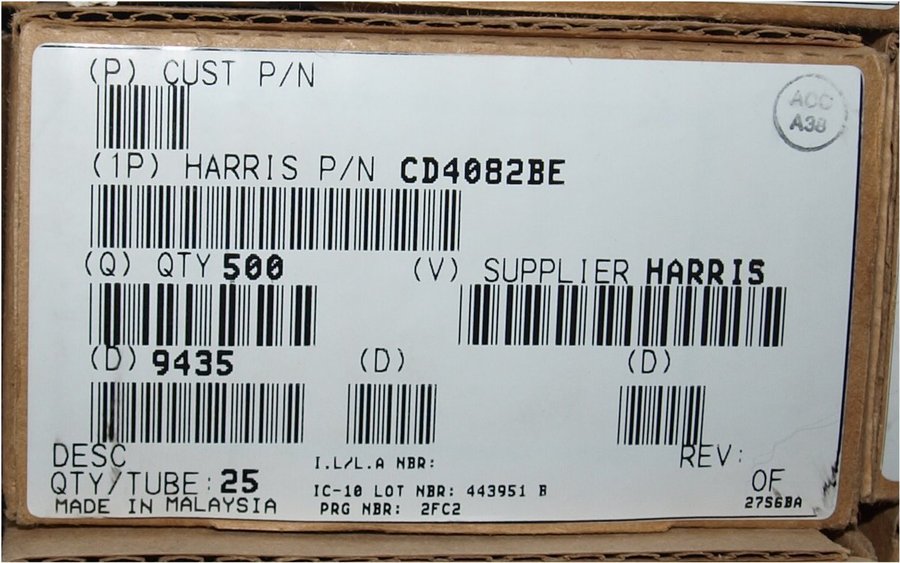 (P) CUST P/N
ACC
A38
(1P) HARRIS P/N CD4082BE
(Q) QTY 500 (V) SUPPLIER HARRIS
(D) 9435 (D) (D)
DESC I.L/L.A NBR: REV:
QTY/TUBE: 25 IC-10 LOT NBR: 443951 B OF
MADE IN MALAYSIA PRG NBR: 2FC2 27S6BA